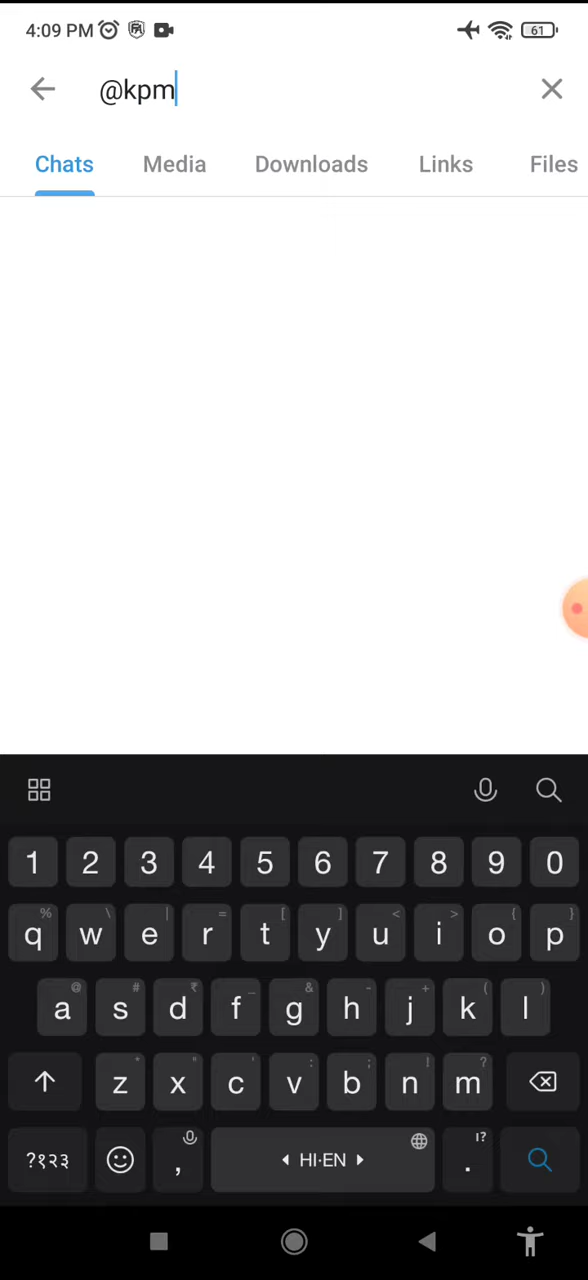 4:09 PM 61
@kpm
Chats Media Downloads Links Files
1 2 3 4 5 6 7 8 9 0
% \ | = [ ] < > { }
q w e r t y u i o p
@ # ₹ _ & - + ( )
a s d f g h j k l
* " ' : ; ! ?
z x c v b n m
?१२३ , HI·EN . !?